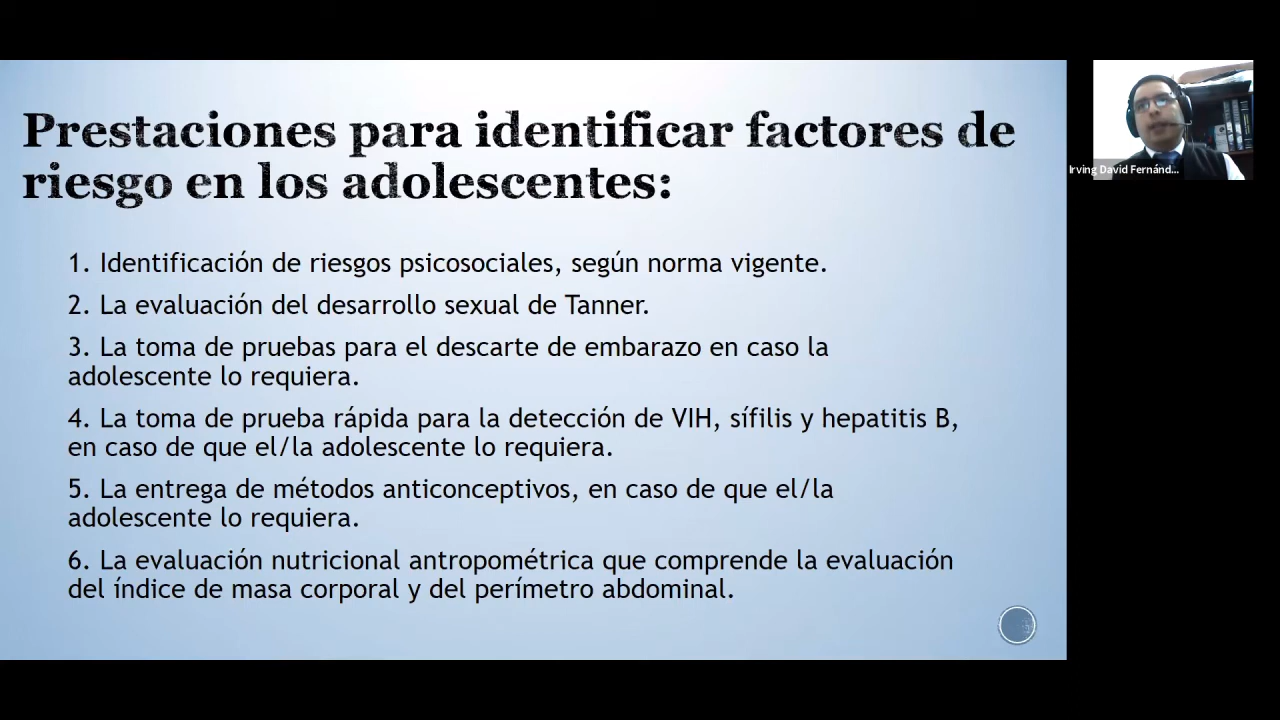 Prestaciones para identificar factores de
riesgo en los adolescentes:
1. Identificación de riesgos psicosociales, según norma vigente.
2. La evaluación del desarrollo sexual de Tanner.
3. La toma de pruebas para el descarte de embarazo en caso la
adolescente lo requiera.
4. La toma de prueba rápida para la detección de VIH, sífilis y hepatitis B,
en caso de que el/la adolescente lo requiera.
5. La entrega de métodos anticonceptivos, en caso de que el/la
adolescente lo requiera.
6. La evaluación nutricional antropométrica que comprende la evaluación
del índice de masa corporal y del perímetro abdominal.
Irving David Fernánd...